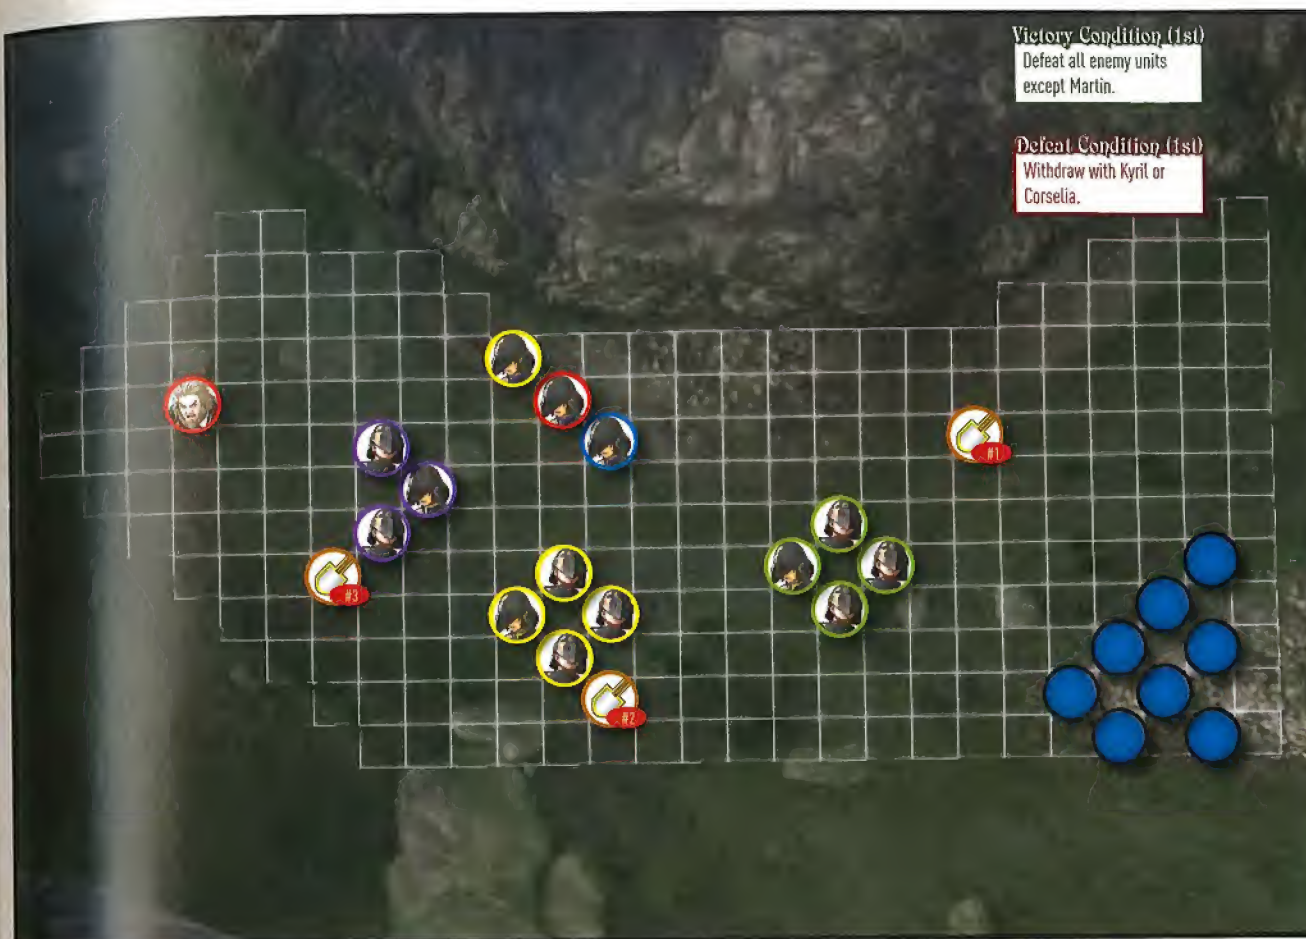 Victory Condition (1st)
Defeat all enemy units
except Martin.
Defeat Condition (1st)
Withdraw with Kyril or
Corselia.
#1
#3
#2